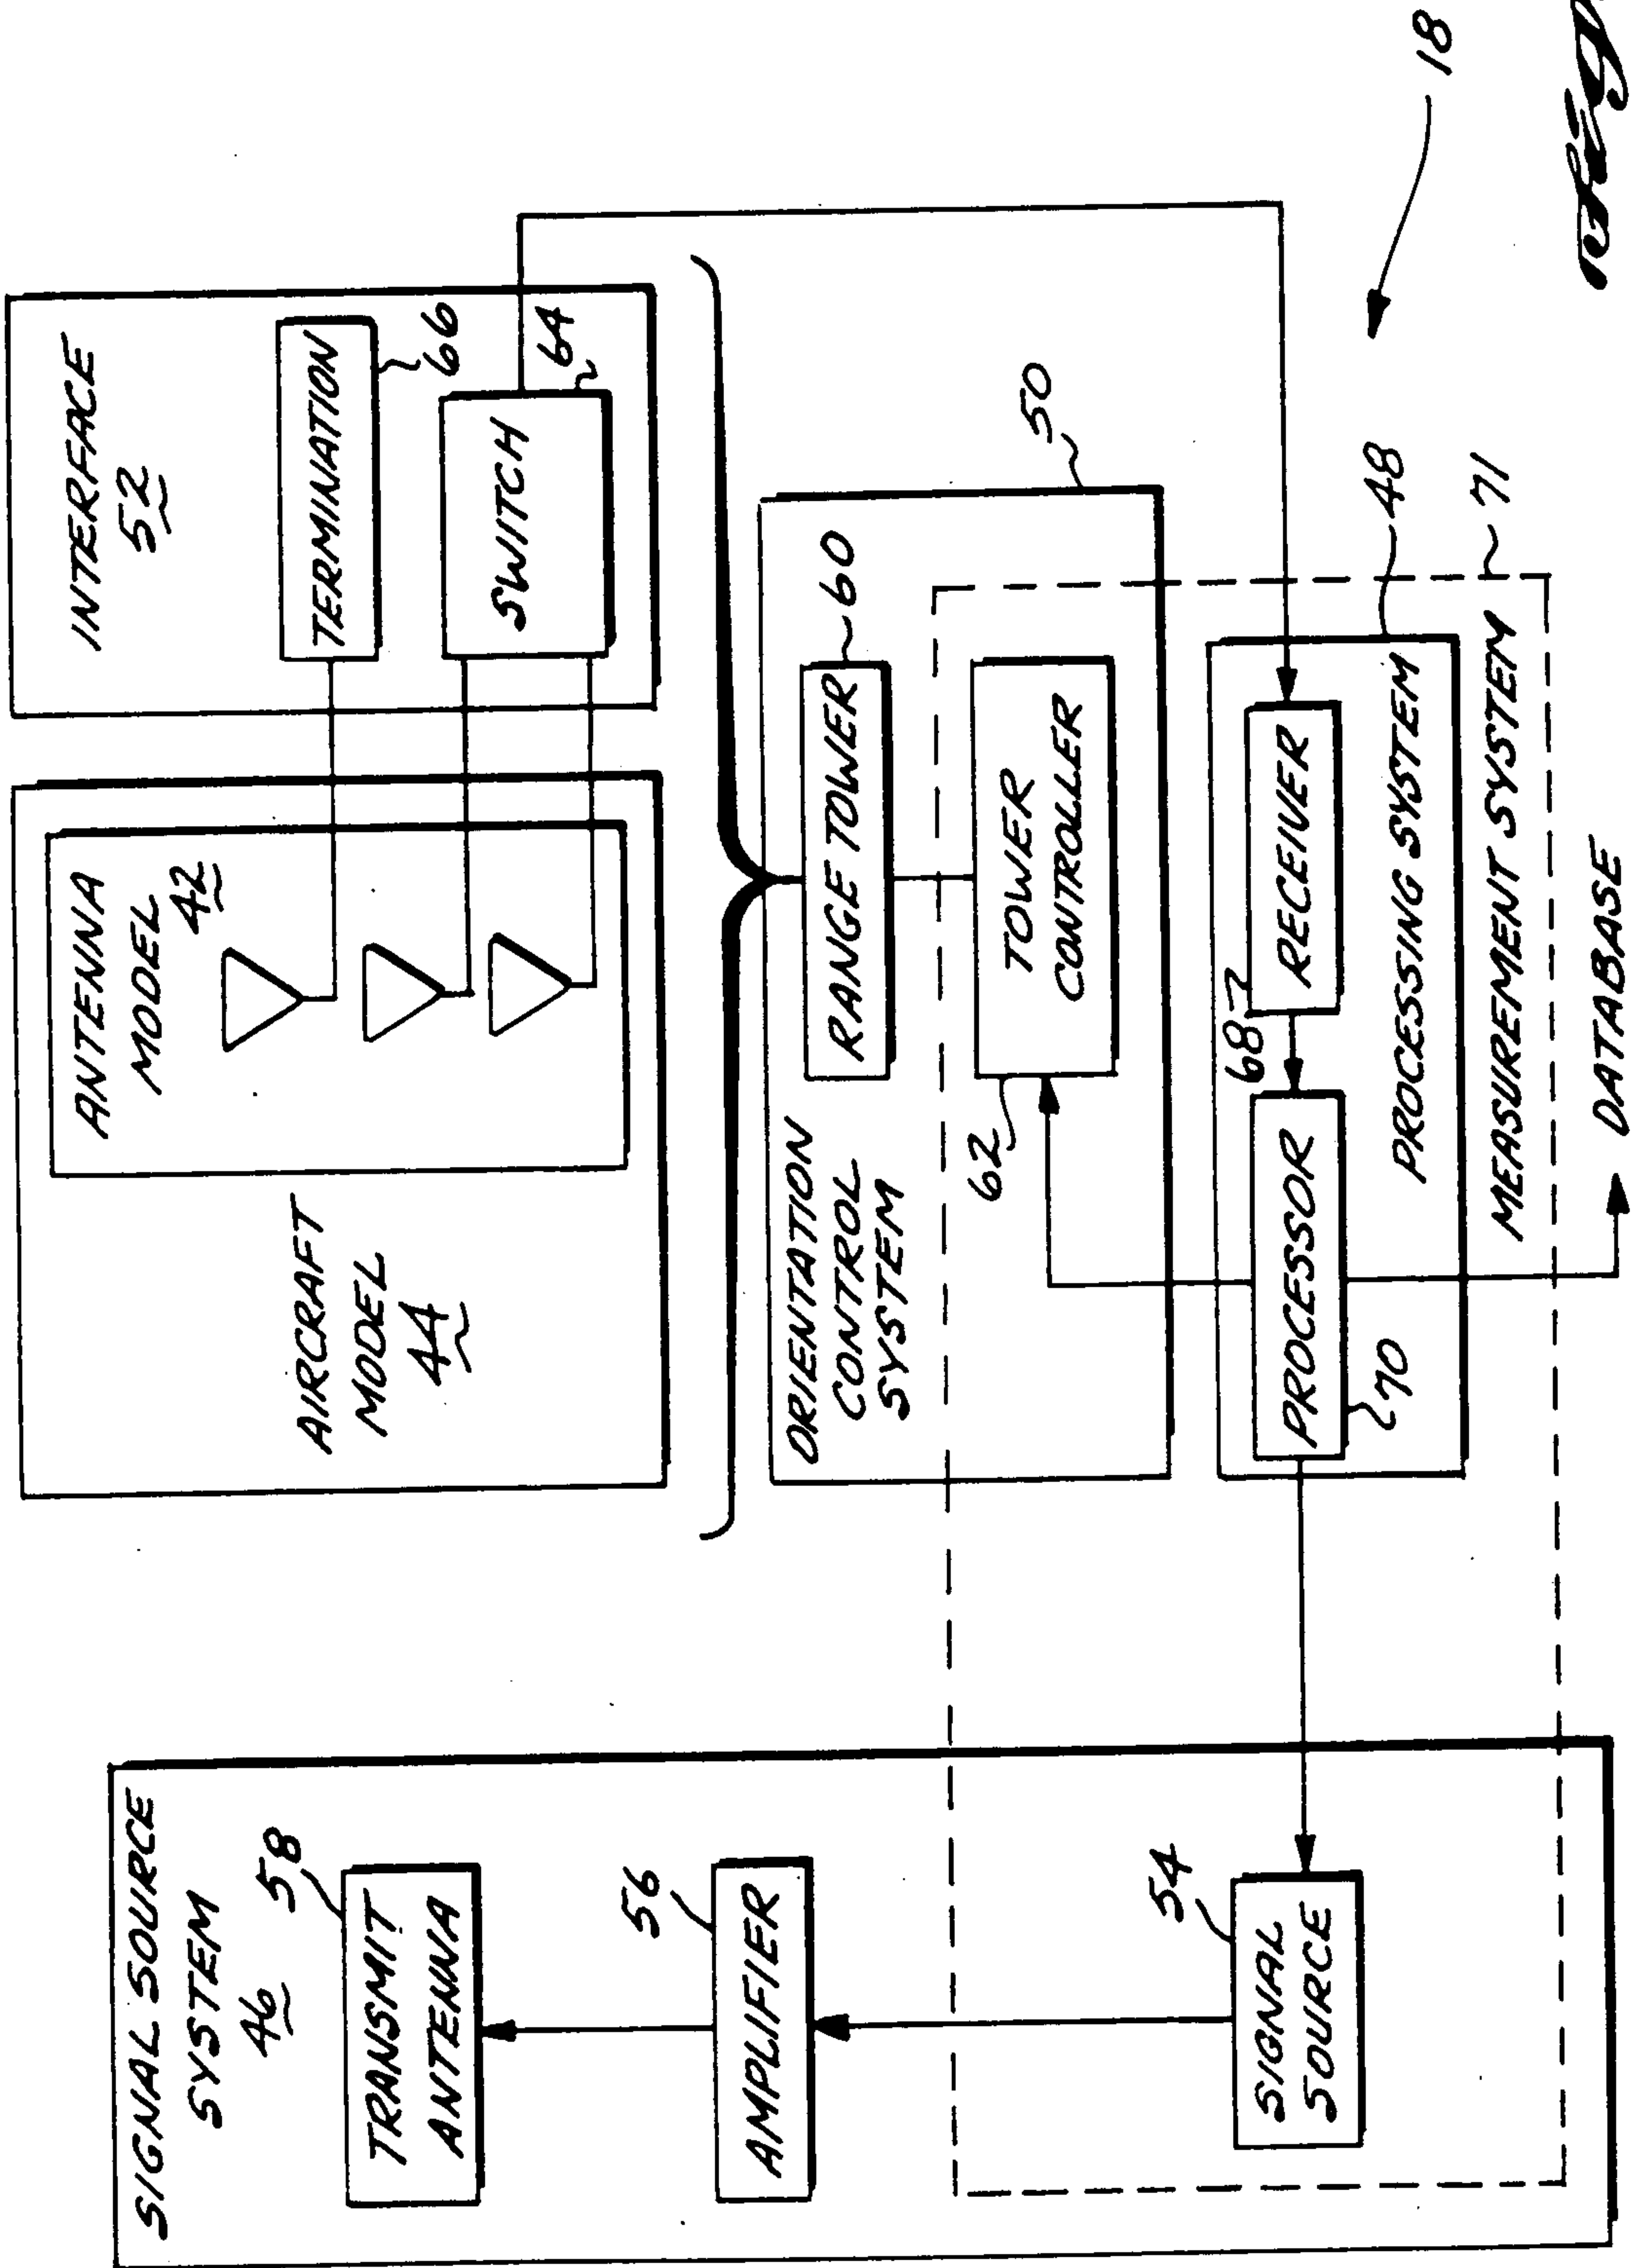 SIGNAL SOURCE
SYSTEM
46
58
TRANSMIT
ANTENNA
56
AMPLIFIER
54
SIGNAL
SOURCE
AIRCRAFT
MODEL
44
ANTENNA
MODEL
42
INTERFACE
52
TERMINATION
66
SWITCH
64
ORIENTATION
CONTROL
SYSTEM
RANGE TOWER
60
50
62
TOWER
CONTROLLER
68
PROCESSOR
70
RECEIVER
PROCESSING SYSTEM
48
MEASUREMENT SYSTEM
71
DATABASE
18